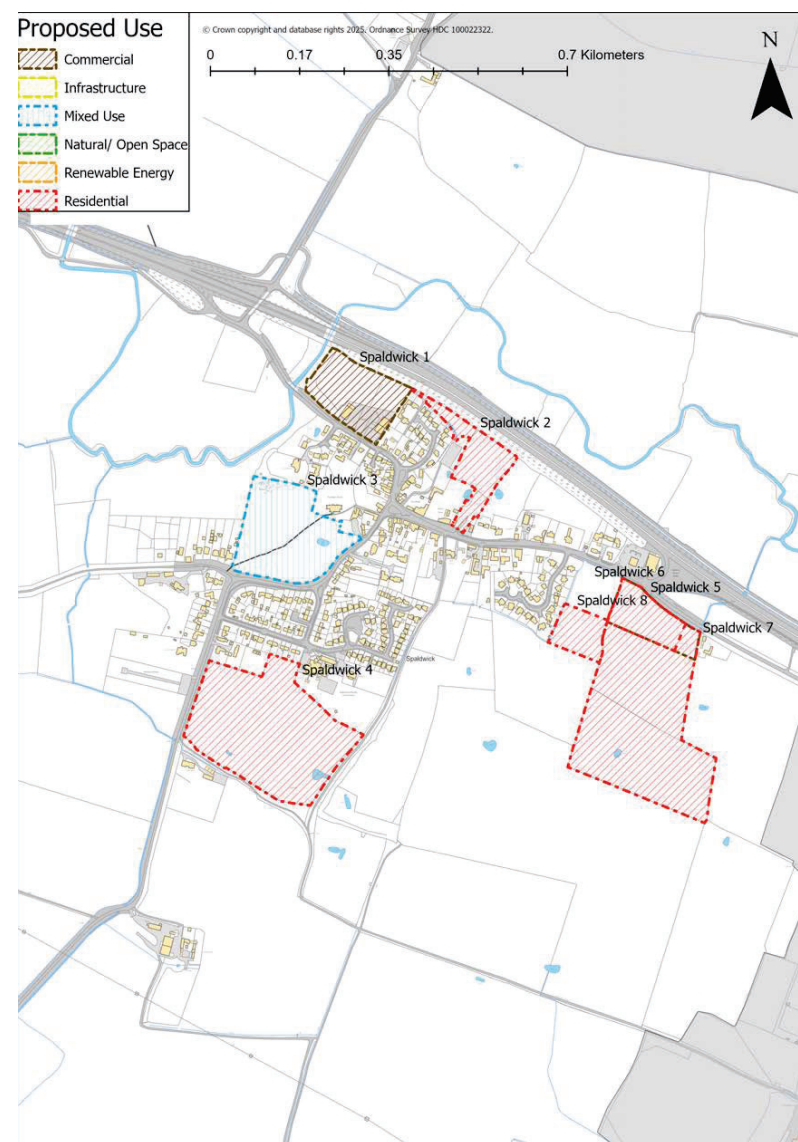 Proposed Use
Commercial
Infrastructure
Mixed Use
Natural/ Open Space
Renewable Energy
Residential
© Crown copyright and database rights 2025. Ordnance Survey HDC 100022322.
0 0.17 0.35 0.7 Kilometers
N
Spaldwick 1
Spaldwick 2
Spaldwick 3
Spaldwick 6
Spaldwick 5
Spaldwick 8
Spaldwick 7
Spaldwick
Spaldwick 4